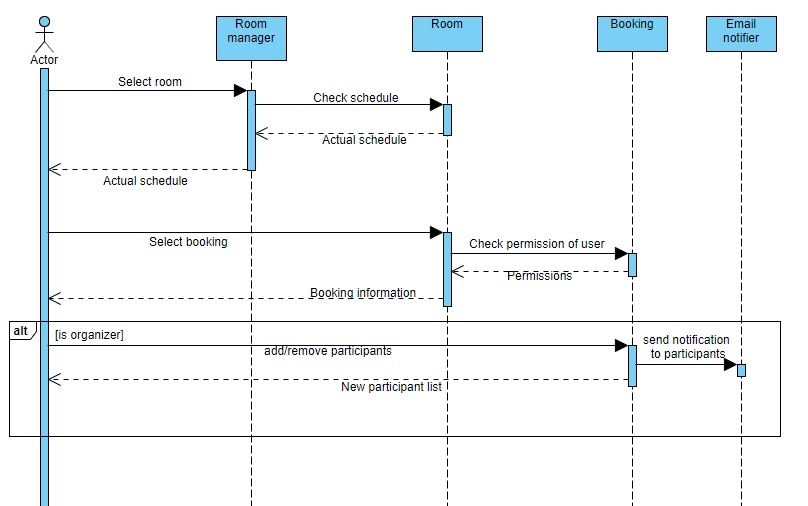 Room
manager
Room
Booking
Email
notifier
Actor
Select room
Check schedule
Actual schedule
Actual schedule
Select booking
Check permission of user
Permissions
Booking information
alt
[is organizer]
add/remove participants
send notification
to participants
New participant list